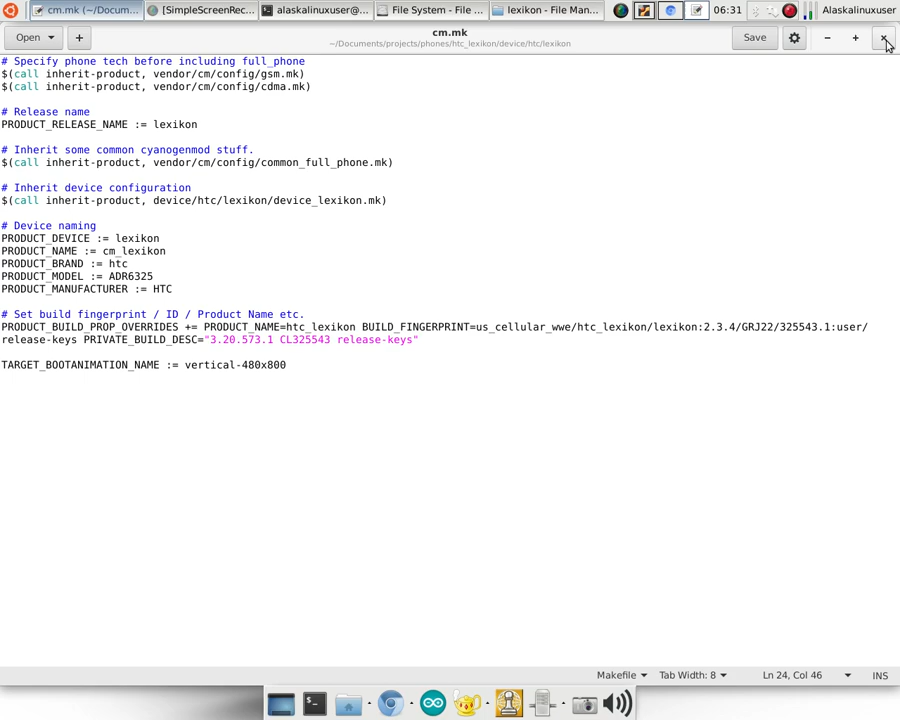 cm.mk (~/Docum...
[SimpleScreenRec...
alaskalinuxuser@...
File System - File ...
lexikon - File Man...
06:31
Alaskalinuxuser
Open
+
cm.mk
~/Documents/projects/phones/htc_lexikon/device/htc/lexikon
Save
# Specify phone tech before including full_phone
$(call inherit-product, vendor/cm/config/gsm.mk)
$(call inherit-product, vendor/cm/config/cdma.mk)
# Release name
PRODUCT_RELEASE_NAME := lexikon
# Inherit some common cyanogenmod stuff.
$(call inherit-product, vendor/cm/config/common_full_phone.mk)
# Inherit device configuration
$(call inherit-product, device/htc/lexikon/device_lexikon.mk)
# Device naming
PRODUCT_DEVICE := lexikon
PRODUCT_NAME := cm_lexikon
PRODUCT_BRAND := htc
PRODUCT_MODEL := ADR6325
PRODUCT_MANUFACTURER := HTC
# Set build fingerprint / ID / Product Name etc.
PRODUCT_BUILD_PROP_OVERRIDES += PRODUCT_NAME=htc_lexikon BUILD_FINGERPRINT=us_cellular_wwe/htc_lexikon/lexikon:2.3.4/GRJ22/325543.1:user/
release-keys PRIVATE_BUILD_DESC="3.20.573.1 CL325543 release-keys"
TARGET_BOOTANIMATION_NAME := vertical-480x800
Makefile
Tab Width: 8
Ln 24, Col 46
INS